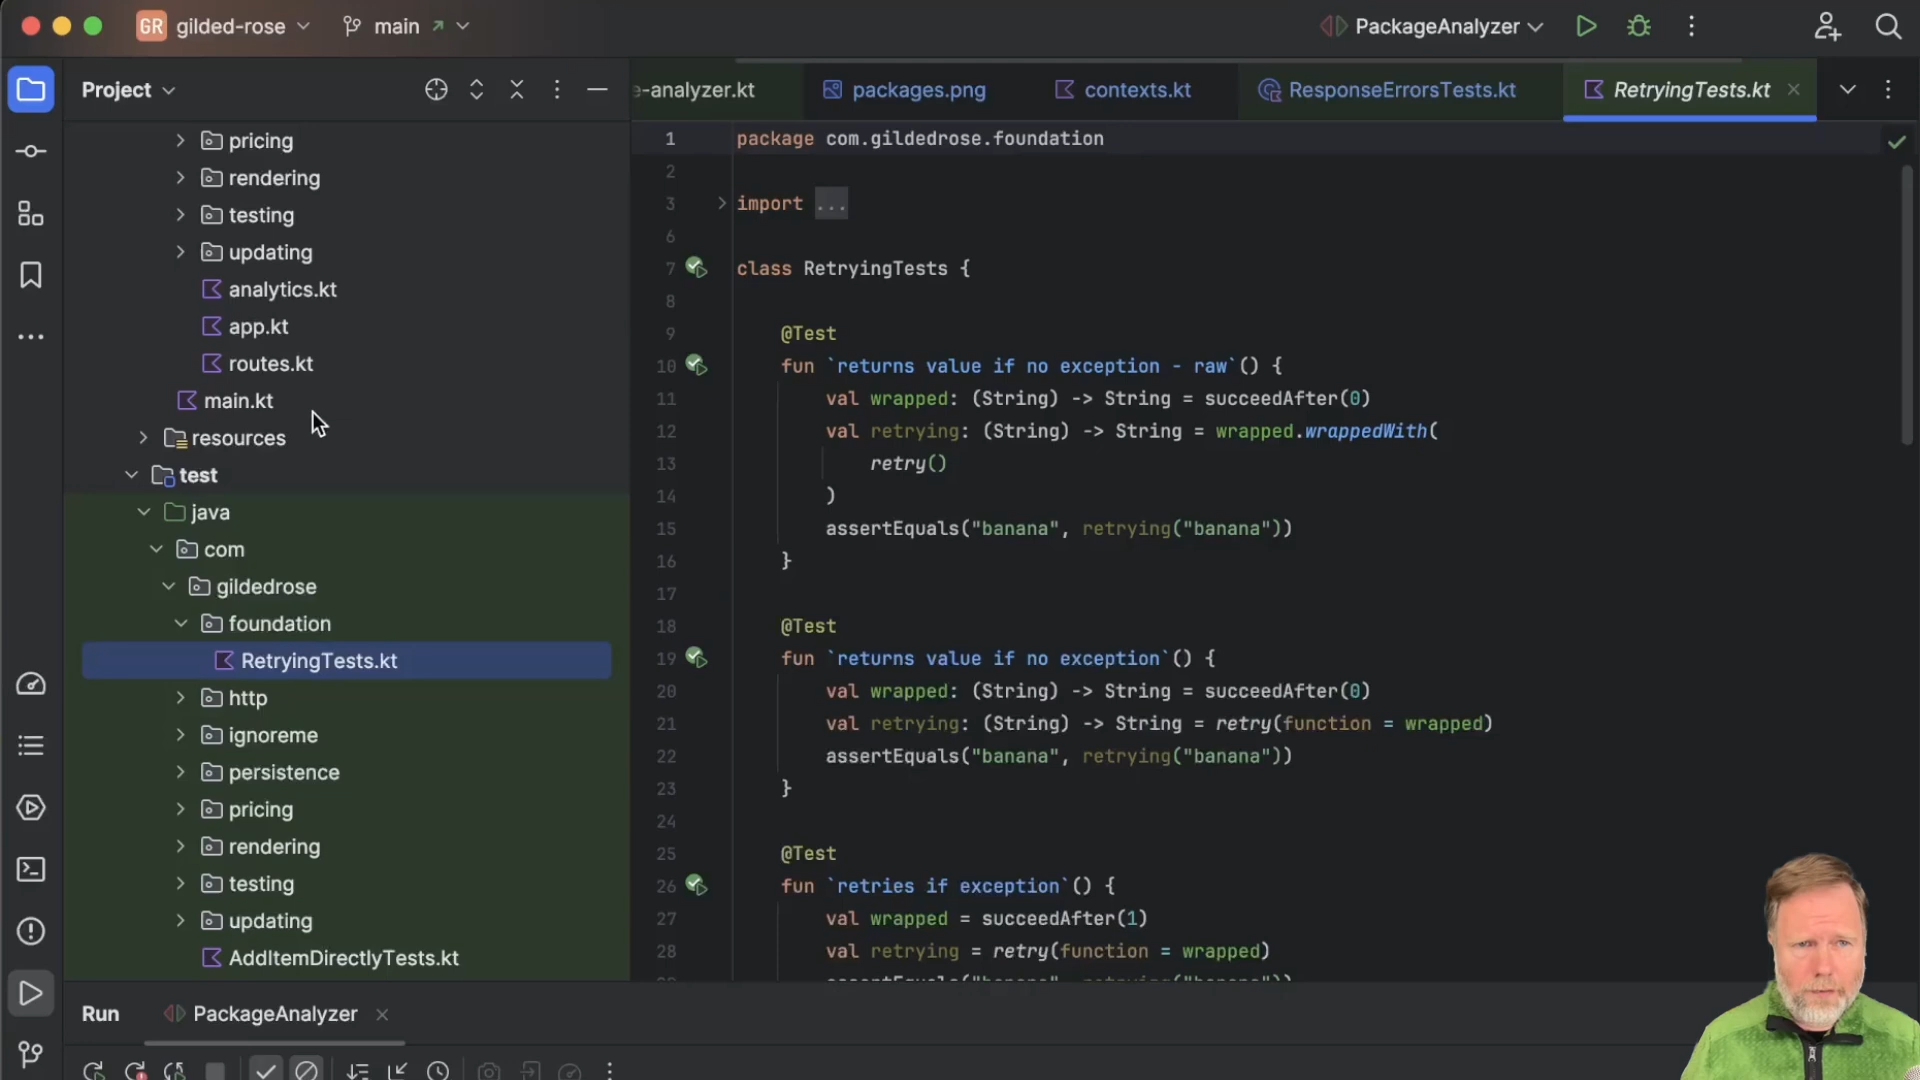 GR gilded-rose main PackageAnalyzer
Project
-analyzer.kt packages.png contexts.kt ResponseErrorsTests.kt RetryingTests.kt
pricing
rendering
testing
updating
analytics.kt
app.kt
routes.kt
main.kt
resources
test
java
com
gildedrose
foundation
RetryingTests.kt
http
ignoreme
persistence
pricing
rendering
testing
updating
AddItemDirectlyTests.kt
1 package com.gildedrose.foundation
2
3 import ...
6
7 class RetryingTests {
8
9 @Test
10 fun `returns value if no exception - raw`() {
11 val wrapped: (String) -> String = succeedAfter(0)
12 val retrying: (String) -> String = wrapped.wrappedWith(
13 retry()
14 )
15 assertEquals("banana", retrying("banana"))
16 }
17
18 @Test
19 fun `returns value if no exception`() {
20 val wrapped: (String) -> String = succeedAfter(0)
21 val retrying: (String) -> String = retry(function = wrapped)
22 assertEquals("banana", retrying("banana"))
23 }
24
25 @Test
26 fun `retries if exception`() {
27 val wrapped = succeedAfter(1)
28 val retrying = retry(function = wrapped)
Run PackageAnalyzer